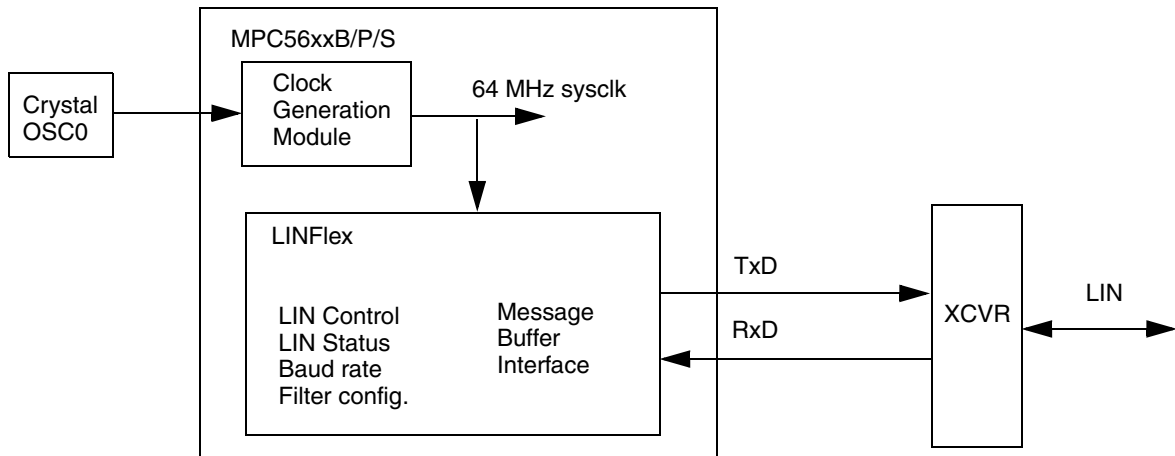 MPC56xxB/P/S
Crystal
OSC0
Clock
Generation
Module
64 MHz sysclk
LINFlex
LIN Control
LIN Status
Baud rate
Filter config.
Message
Buffer
Interface
TxD
RxD
XCVR
LIN